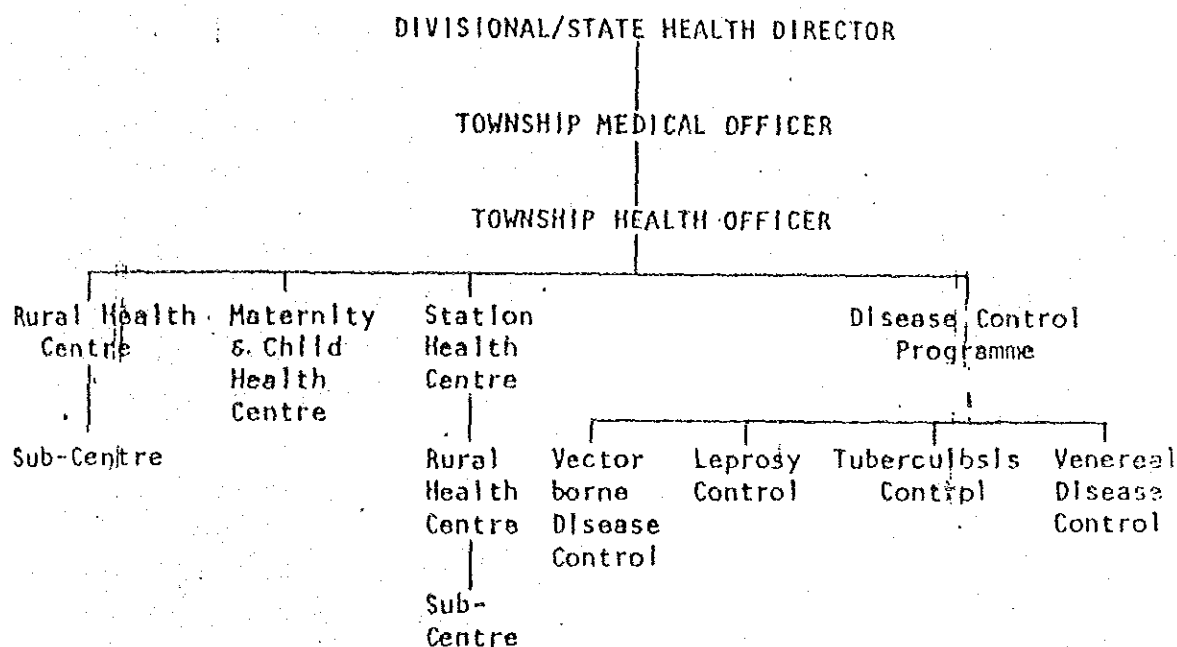 DIVISIONAL/STATE HEALTH DIRECTOR
TOWNSHIP MEDICAL OFFICER
TOWNSHIP HEALTH OFFICER
Rural Health Centre
Maternity & Child Health Centre
Station Health Centre
Disease Control Programme
Sub-Centre
Rural Health Centre
Vector borne Disease Control
Leprosy Control
Tuberculosis Control
Venereal Disease Control
Sub-Centre